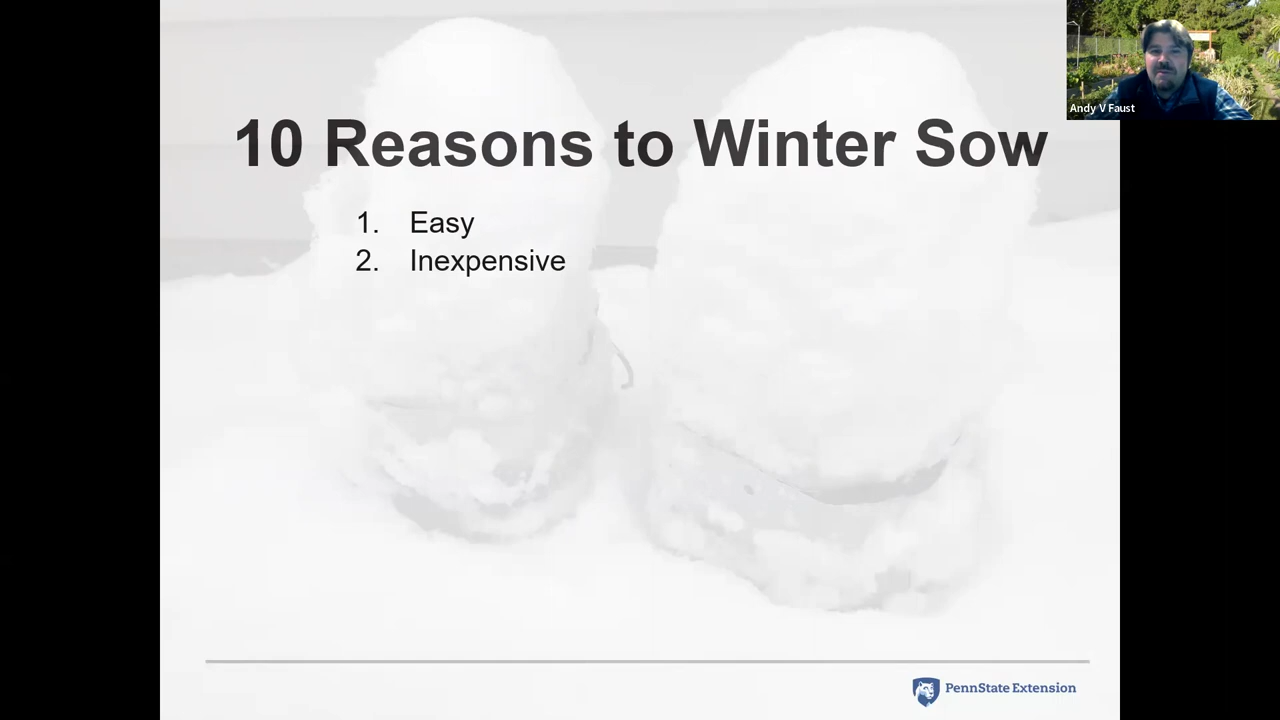 Andy V Faust
10 Reasons to Winter Sow
1. Easy
2. Inexpensive
PennState Extension